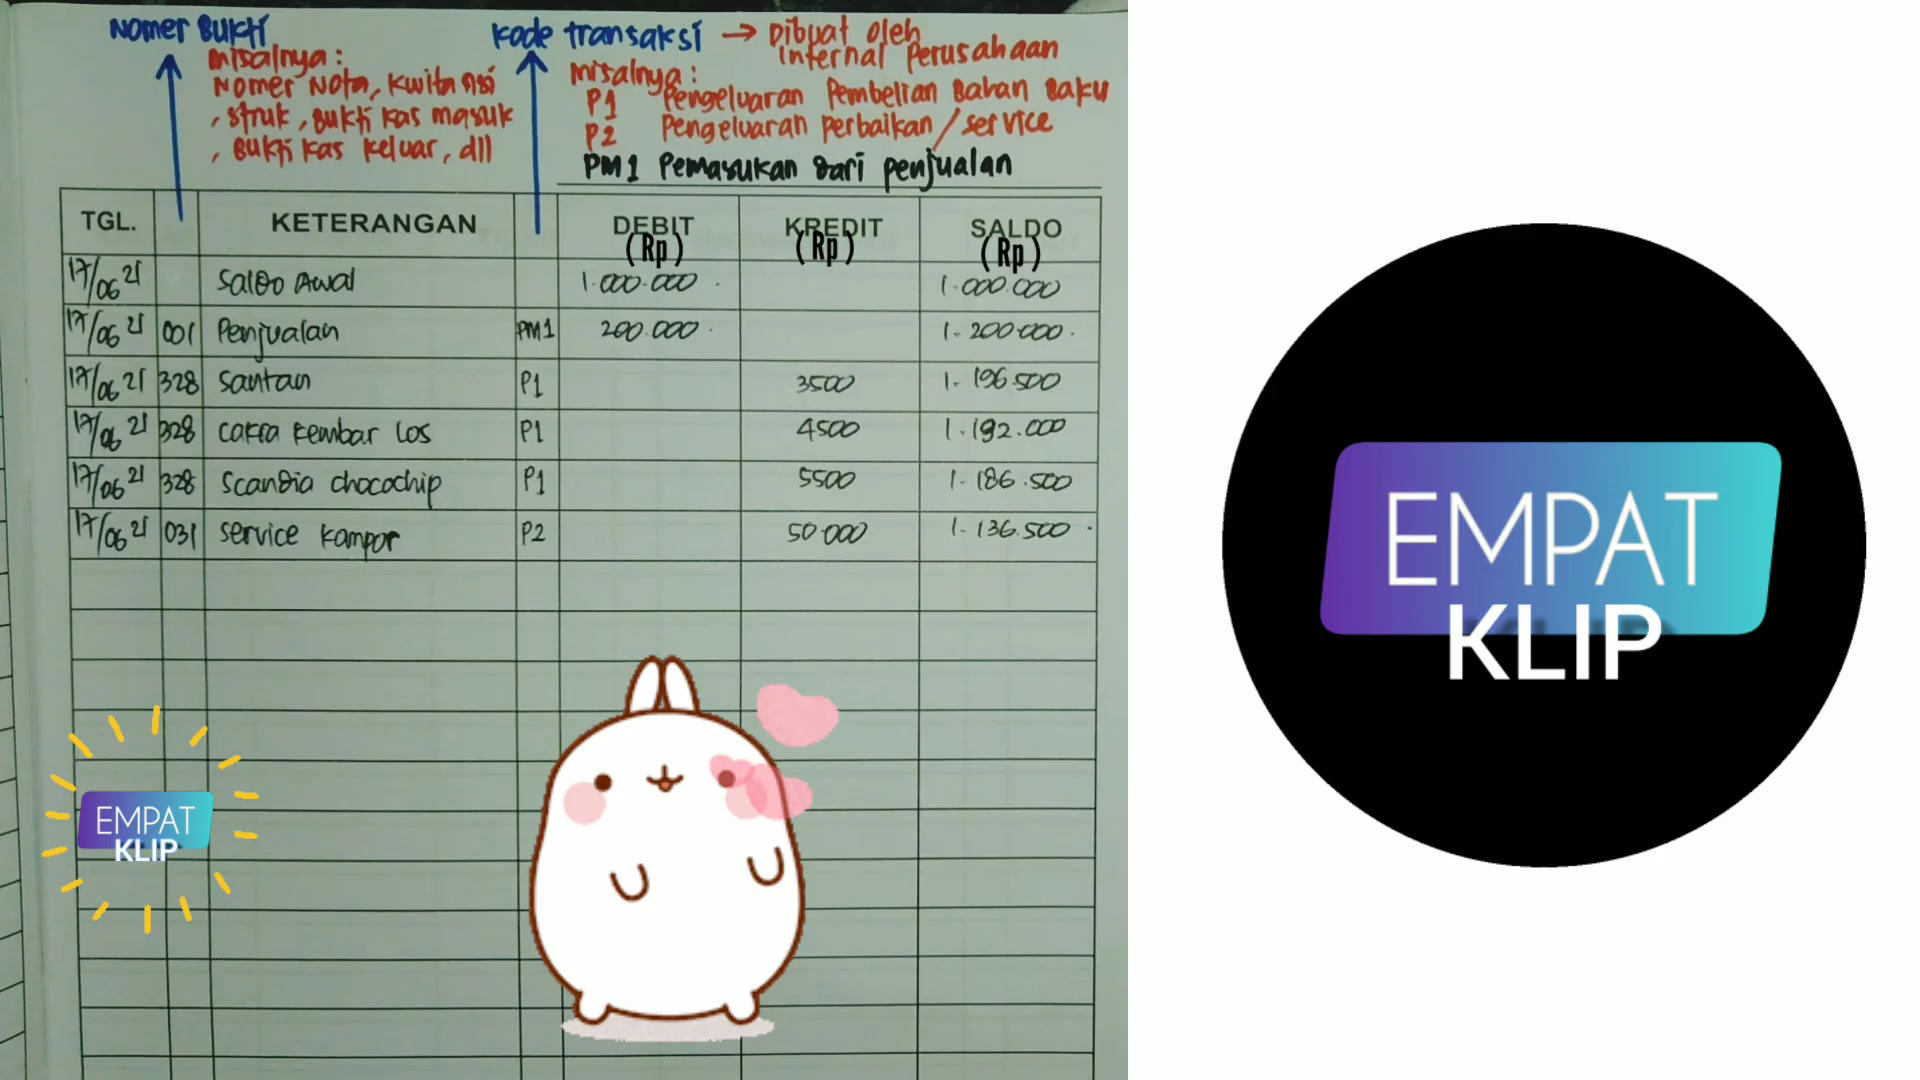 Nomer Bukti
misalnya:
Nomer Nota, Kwitansi
, struk, Bukti kas masuk
, Bukti kas keluar, dll
kode transaksi → Dibuat oleh
Internal Perusahaan
misalnya:
P1 Pengeluaran Pembelian Bahan Baku
P2 Pengeluaran perbaikan/service
PM1 Pemasukan dari penjualan
TGL. KETERANGAN DEBIT KREDIT SALDO
(Rp) (Rp) (Rp)
17/06 21 Saldo Awal 1.000.000 1.000.000
17/06 21 001 Penjualan PM1 200.000 1.200.000
17/06 21 328 Santan P1 3500 1.196.500
17/06 21 328 Cakra Kembar Los P1 4500 1.192.000
17/06 21 328 Scandia chocochip P1 5500 1.186.500
17/06 21 031 service kompor P2 50.000 1.136.500
EMPAT
KLIP
EMPAT
KLIP